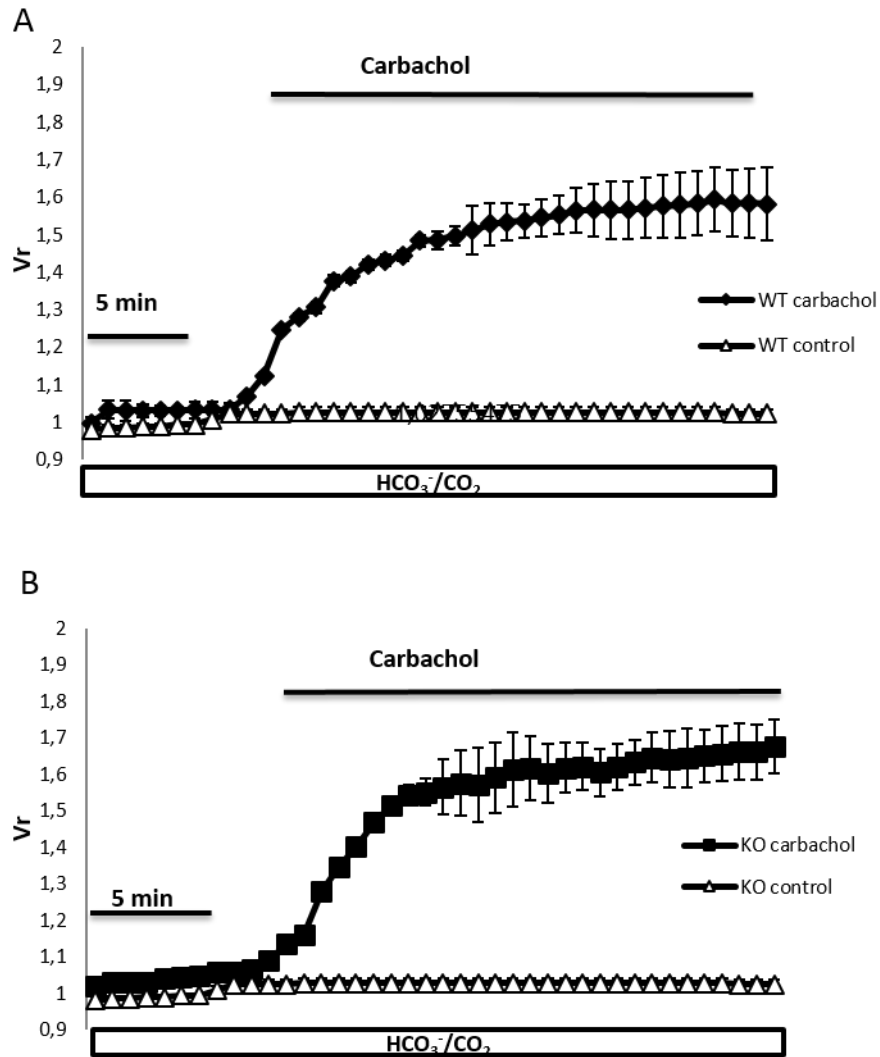 A
2
1,9
Carbachol
1,8
1,7
1,6
1,5
1,4
Vr
1,3
5 min
WT carbachol
1,2
WT control
1,1
1
0,9
HCO₃⁻/CO₂
B
2
1,9
Carbachol
1,8
1,7
1,6
1,5
1,4
Vr
KO carbachol
1,3
5 min
KO control
1,2
1,1
1
0,9
HCO₃⁻/CO₂